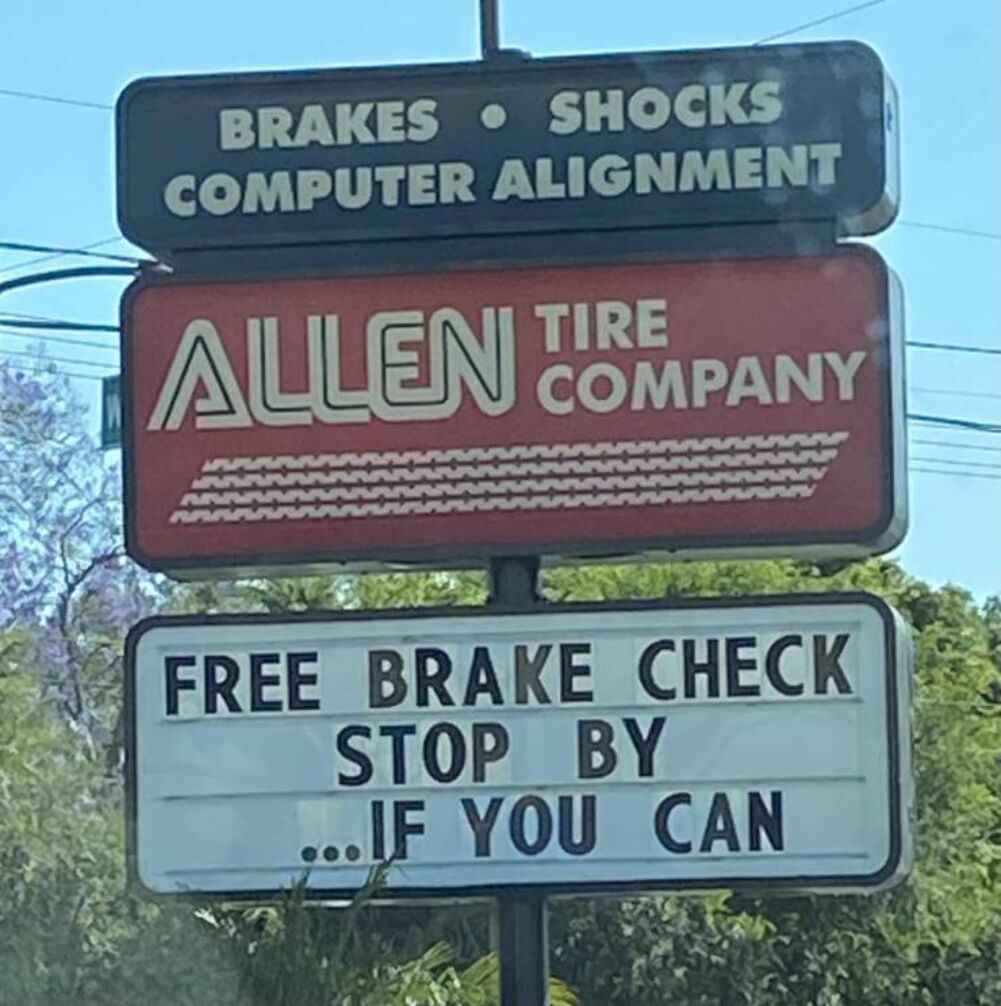 BRAKES • SHOCKS
COMPUTER ALIGNMENT
ALLEN TIRE
COMPANY
FREE BRAKE CHECK
STOP BY
...IF YOU CAN